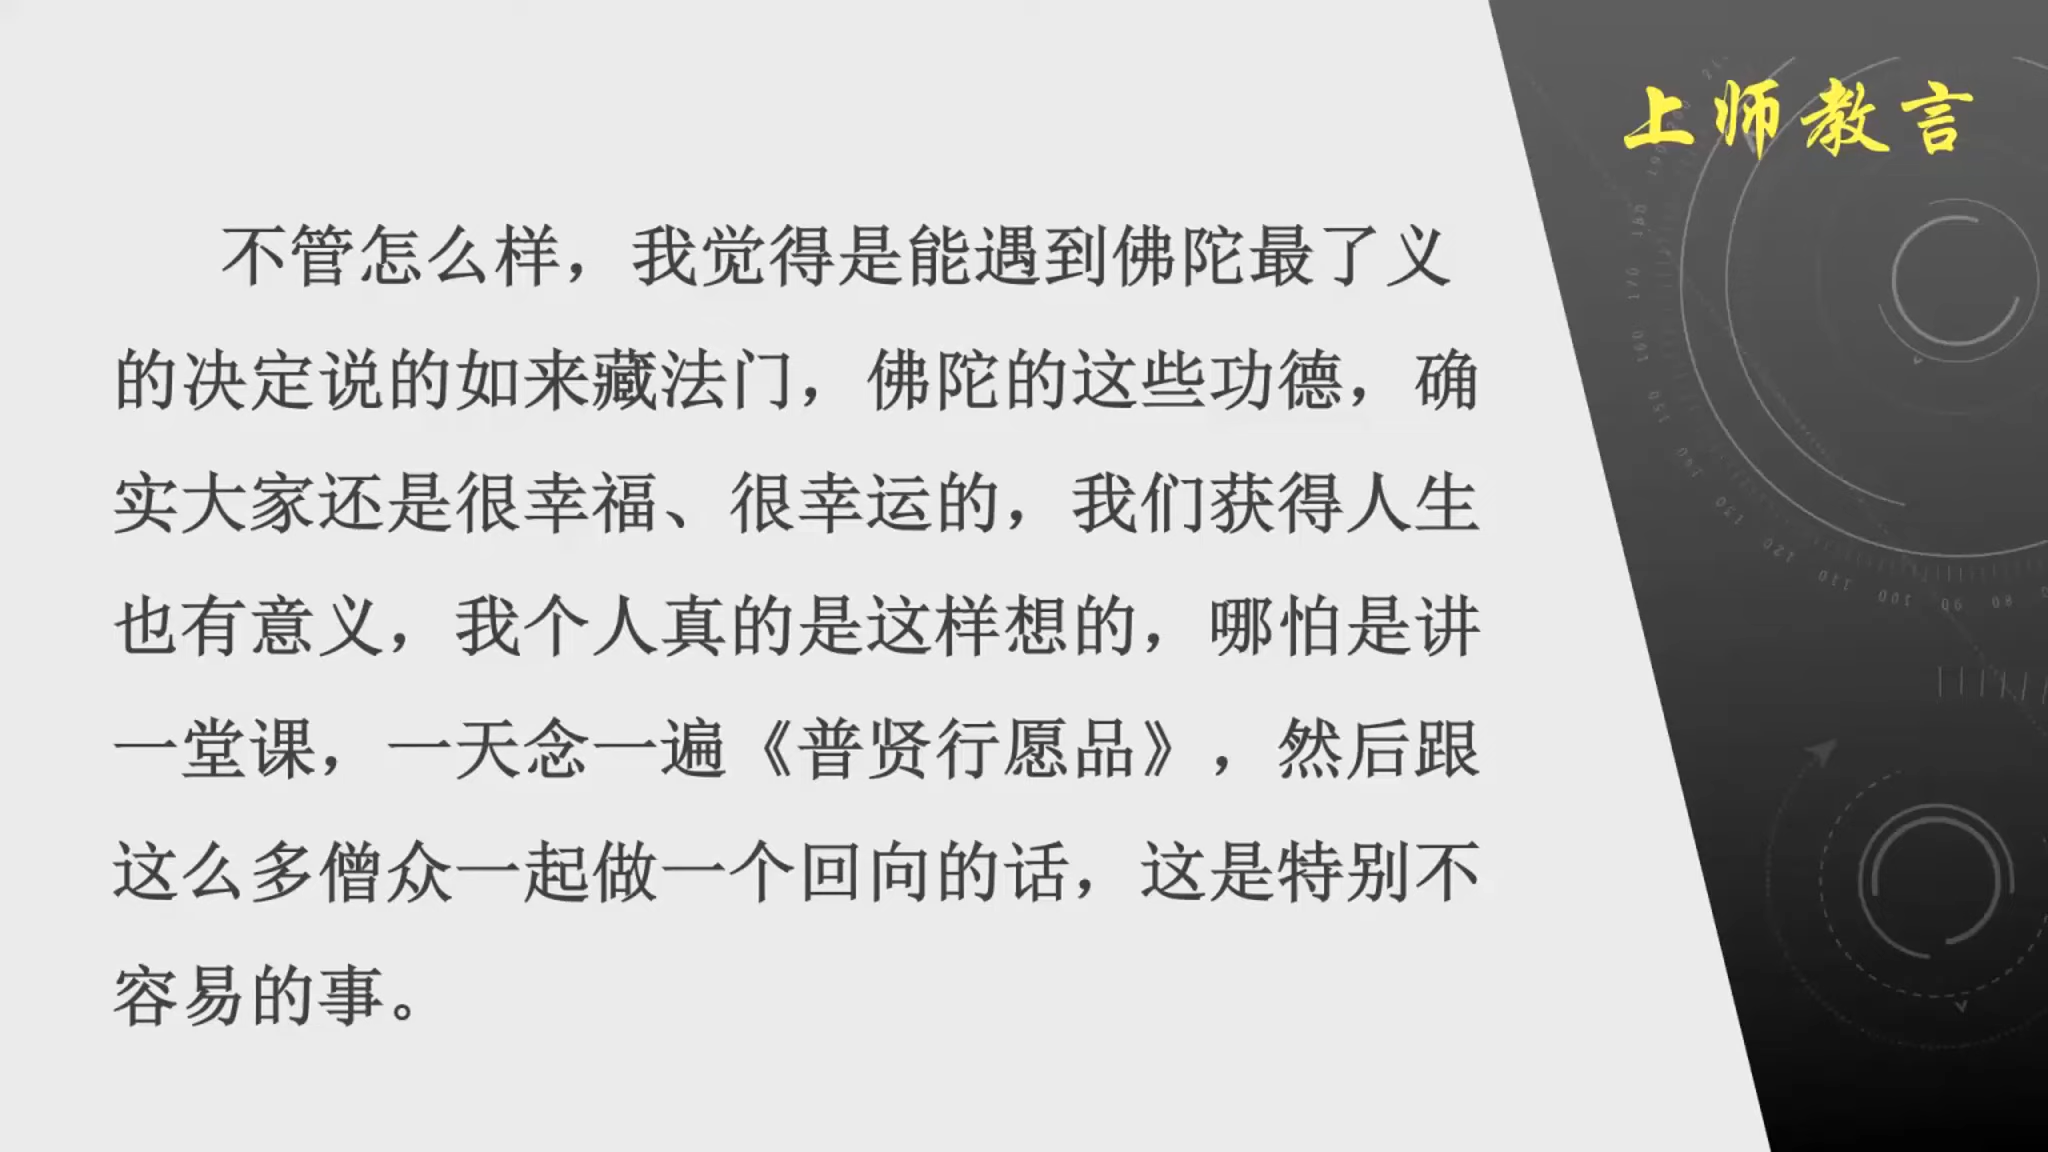 上师教言
不管怎么样，我觉得是能遇到佛陀最了义
的决定说的如来藏法门，佛陀的这些功德，确
实大家还是很幸福、很幸运的，我们获得人生
也有意义，我个人真的是这样想的，哪怕是讲
一堂课，一天念一遍《普贤行愿品》，然后跟
这么多僧众一起做一个回向的话，这是特别不
容易的事。